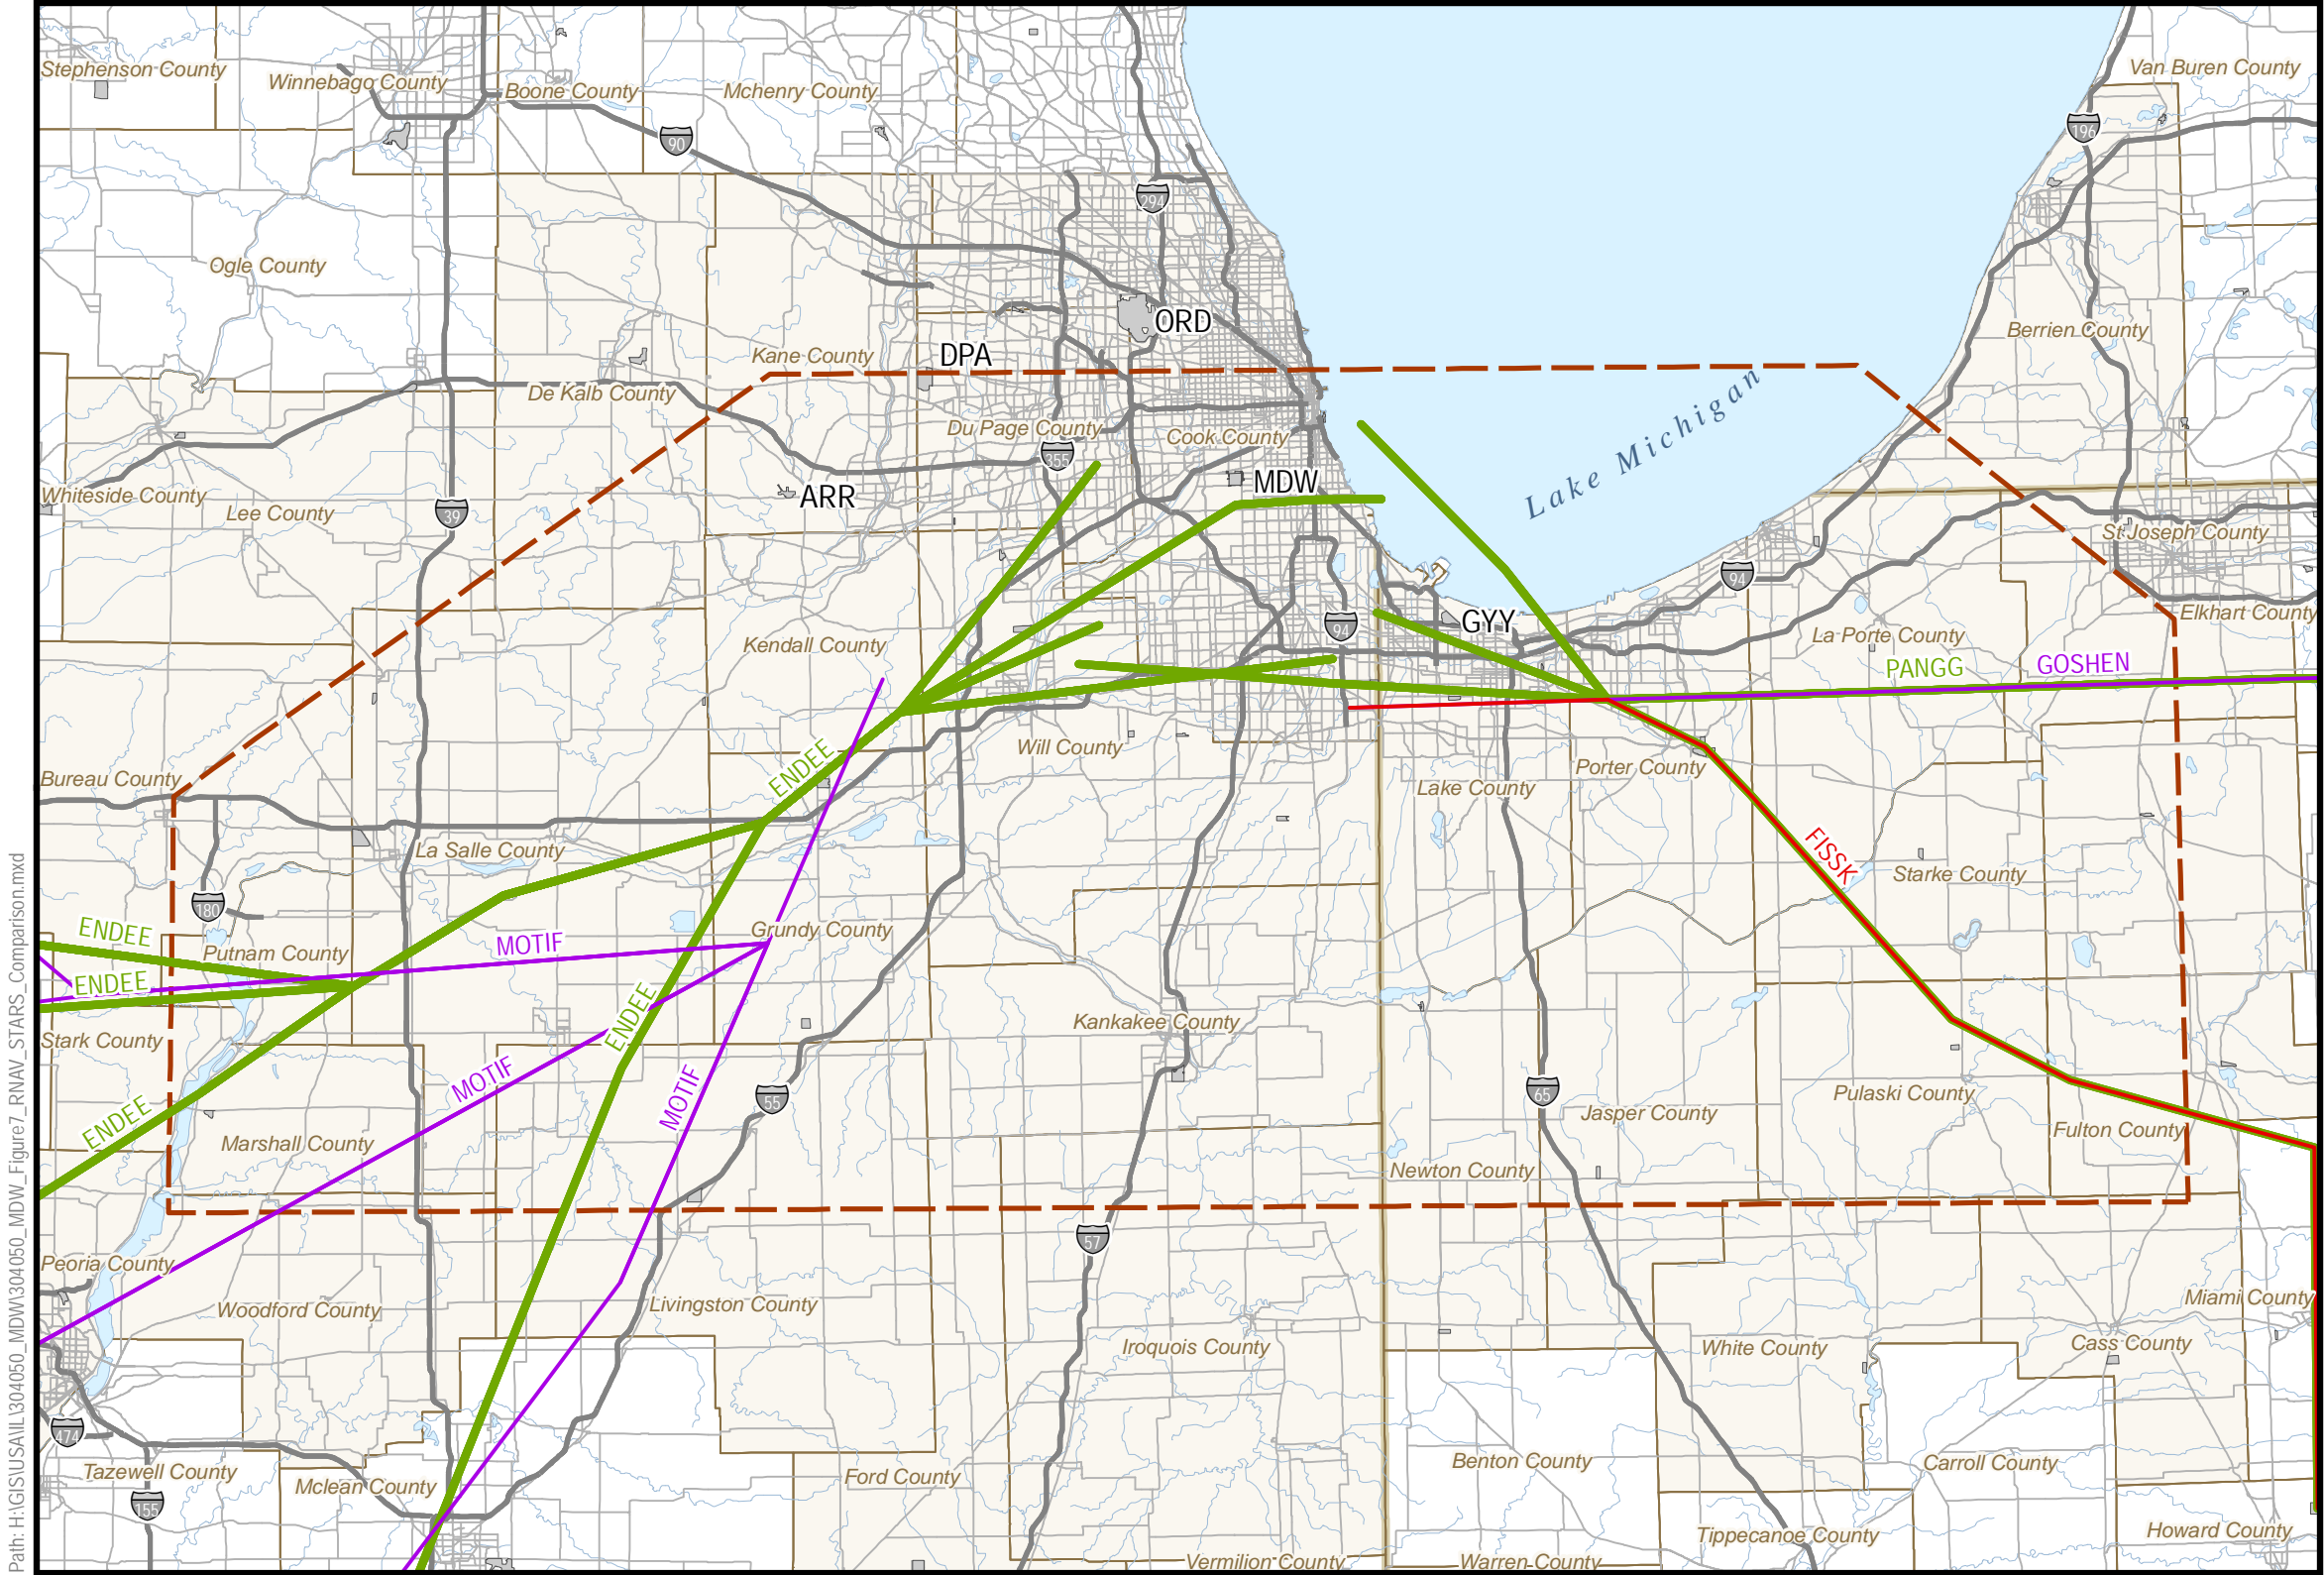 Stephenson County
Winnebago County
Boone County
Mchenry County
Van Buren County
90
196
294
Ogle County
ORD
Berrien County
Kane County
DPA
De Kalb County
Lake Michigan
Du Page County
Cook County
355
MDW
Whiteside County
ARR
Lee County
39
St Joseph County
94
Elkhart County
94
GYY
La Porte County
Kendall County
PANGG
GOSHEN
Will County
ENDEE
Bureau County
Porter County
Lake County
La Salle County
FISSK
Starke County
180
ENDEE
Grundy County
MOTIF
Putnam County
ENDEE
ENDEE
Kankakee County
Stark County
MOTIF
MOTIF
55
65
Pulaski County
Jasper County
ENDEE
Marshall County
Fulton County
Newton County
57
Peoria County
Woodford County
Livingston County
Miami County
Iroquois County
White County
Cass County
474
Tazewell County
Mclean County
Ford County
Benton County
Carroll County
155
Tippecanoe County
Howard County
Vermilion County
Warren County
Path: H:\GIS\USA\IL\304050_MDW\304050_MDW_Figure7_RNAV_STARS_Comparison.mxd